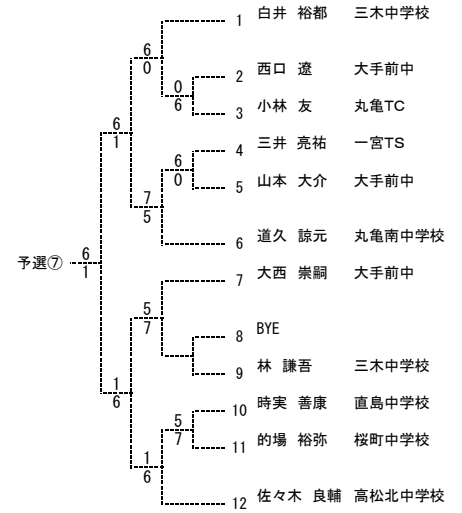 1 白井 裕都 三木中学校
6
0
2 西口 遼 大手前中
0
6
3 小林 友 丸亀TC
6
1
4 三井 亮祐 一宮TS
6
0
5 山本 大介 大手前中
7
5
6 道久 諒元 丸亀南中学校
予選⑦
6
1
7 大西 崇嗣 大手前中
5
7
8 BYE
9 林 謙吾 三木中学校
1
6
10 時実 善康 直島中学校
5
7
11 的場 裕弥 桜町中学校
1
6
12 佐々木 良輔 高松北中学校